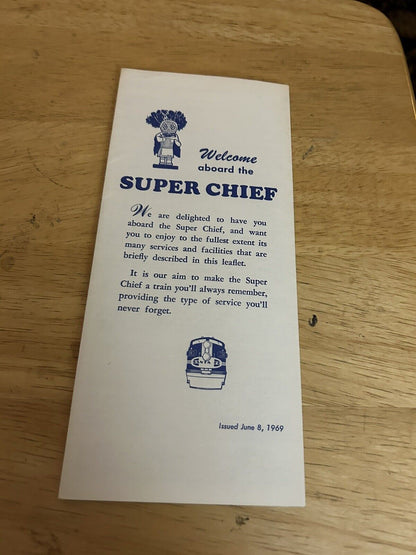 Welcome
aboard the
SUPER CHIEF
We are delighted to have you
aboard the Super Chief, and want
you to enjoy to the fullest extent its
many services and facilities that are
briefly described in this leaflet.
It is our aim to make the Super
Chief a train you'll always remember,
providing the type of service you'll
never forget.
Issued June 8, 1969